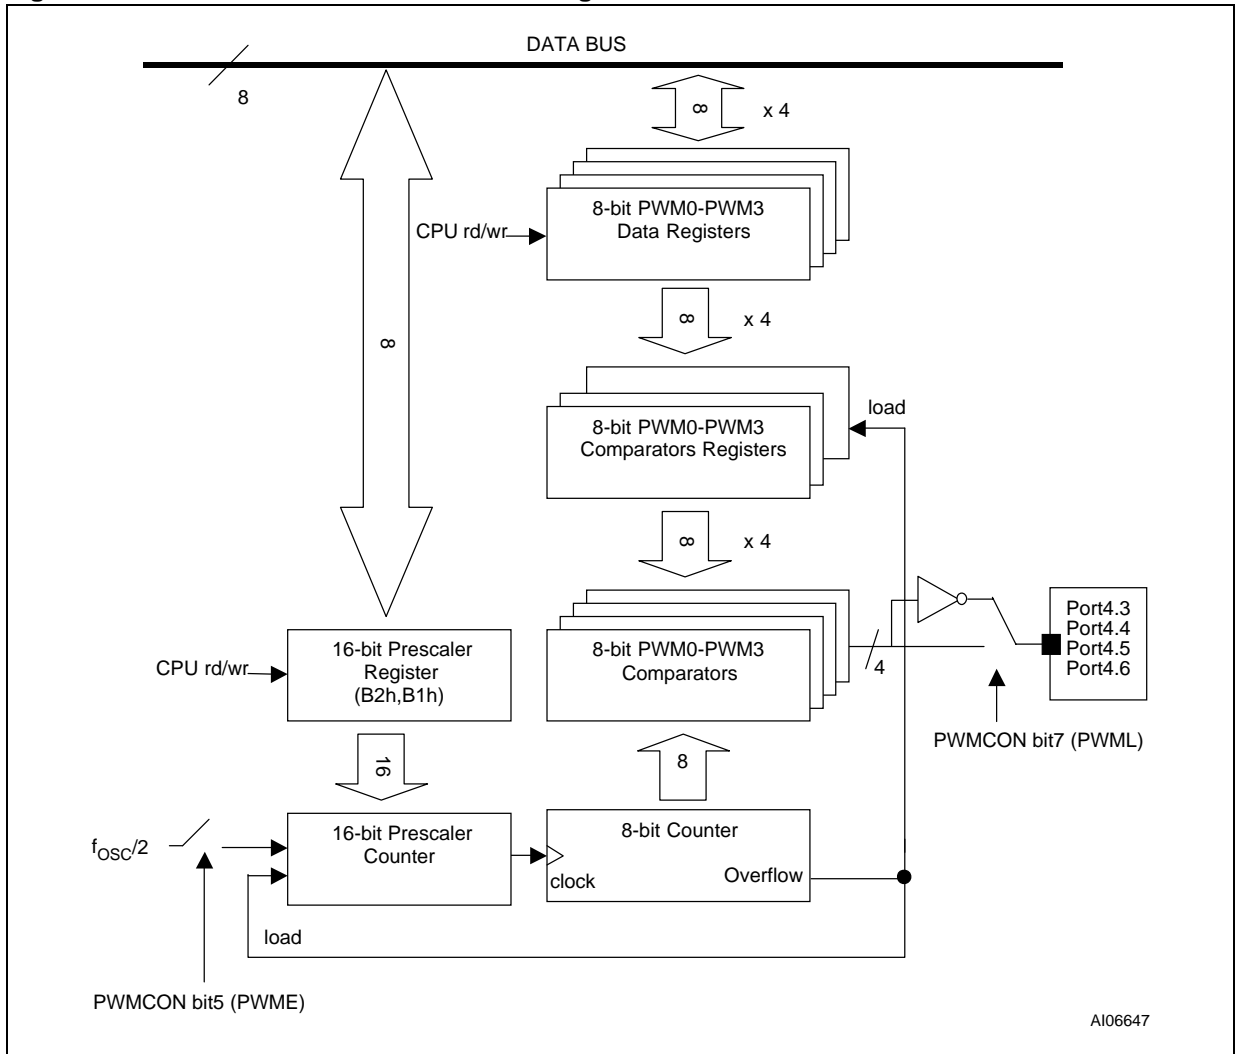 DATA BUS
8
8
x 4
8-bit PWM0-PWM3
Data Registers
CPU rd/wr
8
x 4
8
8-bit PWM0-PWM3
Comparators Registers
load
8
x 4
16-bit Prescaler
Register
(B2h,B1h)
CPU rd/wr
8-bit PWM0-PWM3
Comparators
4
Port4.3
Port4.4
Port4.5
Port4.6
PWMCON bit7 (PWML)
16
8
fOSC/2
16-bit Prescaler
Counter
8-bit Counter
clock
Overflow
load
PWMCON bit5 (PWME)
AI06647